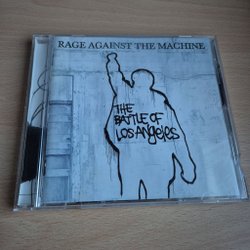 RAGE AGAINST THE MACHINE
THE
BATTLE OF
LOS ANGELES